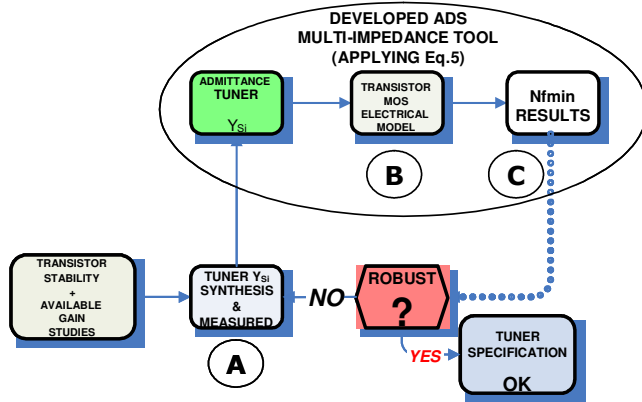 DEVELOPED ADS
MULTI-IMPEDANCE TOOL
(APPLYING Eq.5)
ADMITTANCE
TUNER
YSi
TRANSISTOR
MOS
ELECTRICAL
MODEL
Nfmin
RESULTS
B
C
TRANSISTOR
STABILITY
+
AVAILABLE
GAIN
STUDIES
TUNER YSi
SYNTHESIS
&
MEASURED
NO
ROBUST
?
A
YES
TUNER
SPECIFICATION
OK